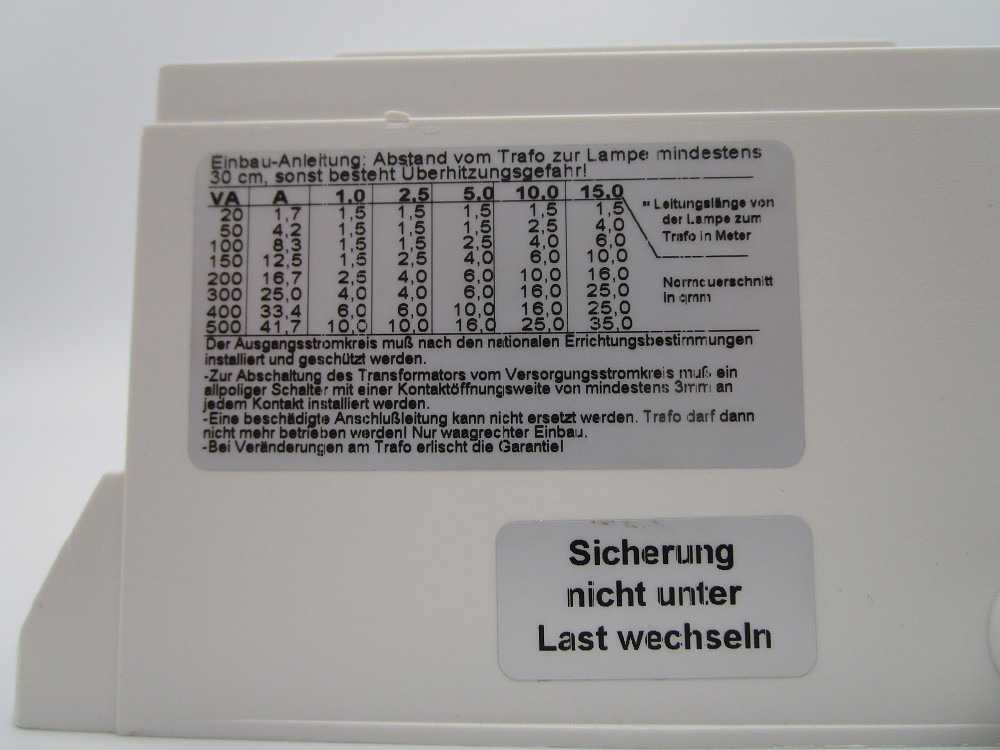 Einbau-Anleitung: Abstand vom Trafo zur Lampe mindestens
30 cm, sonst besteht Überhitzungsgefahr!
VA A 1.0 2,5 5.0 10.0 15.0
20 1,7 1,5 1,5 1,5 1,5 1,5
50 4,2 1,5 1,5 1,5 2,5 4,0
100 8,3 1,5 1,5 2,5 4,0 6,0
150 12,5 1,5 2,5 4,0 6,0 10,0
200 16,7 2,5 4,0 6,0 10,0 16,0
300 25,0 4,0 4,0 6,0 16,0 25,0
400 33,4 6,0 6,0 10,0 16,0 25,0
500 41,7 10,0 10,0 16,0 25,0 35,0
" Leitungslänge von
der Lampe zum
Trafo in Meter
Normquerschnitt
in qmm
Der Ausgangsstromkreis muß nach den nationalen Errichtungsbestimmungen
installiert und geschützt werden.
-Zur Abschaltung des Transformators vom Versorgungsstromkreis muß ein
allpoliger Schalter mit einer Kontaktöffnungsweite von mindestens 3mm an
jedem Kontakt installiert werden.
-Eine beschädigte Anschlußleitung kann nicht ersetzt werden. Trafo darf dann
nicht mehr betrieben werden! Nur waagrechter Einbau.
-Bei Veränderungen am Trafo erlischt die Garantie!
Sicherung
nicht unter
Last wechseln